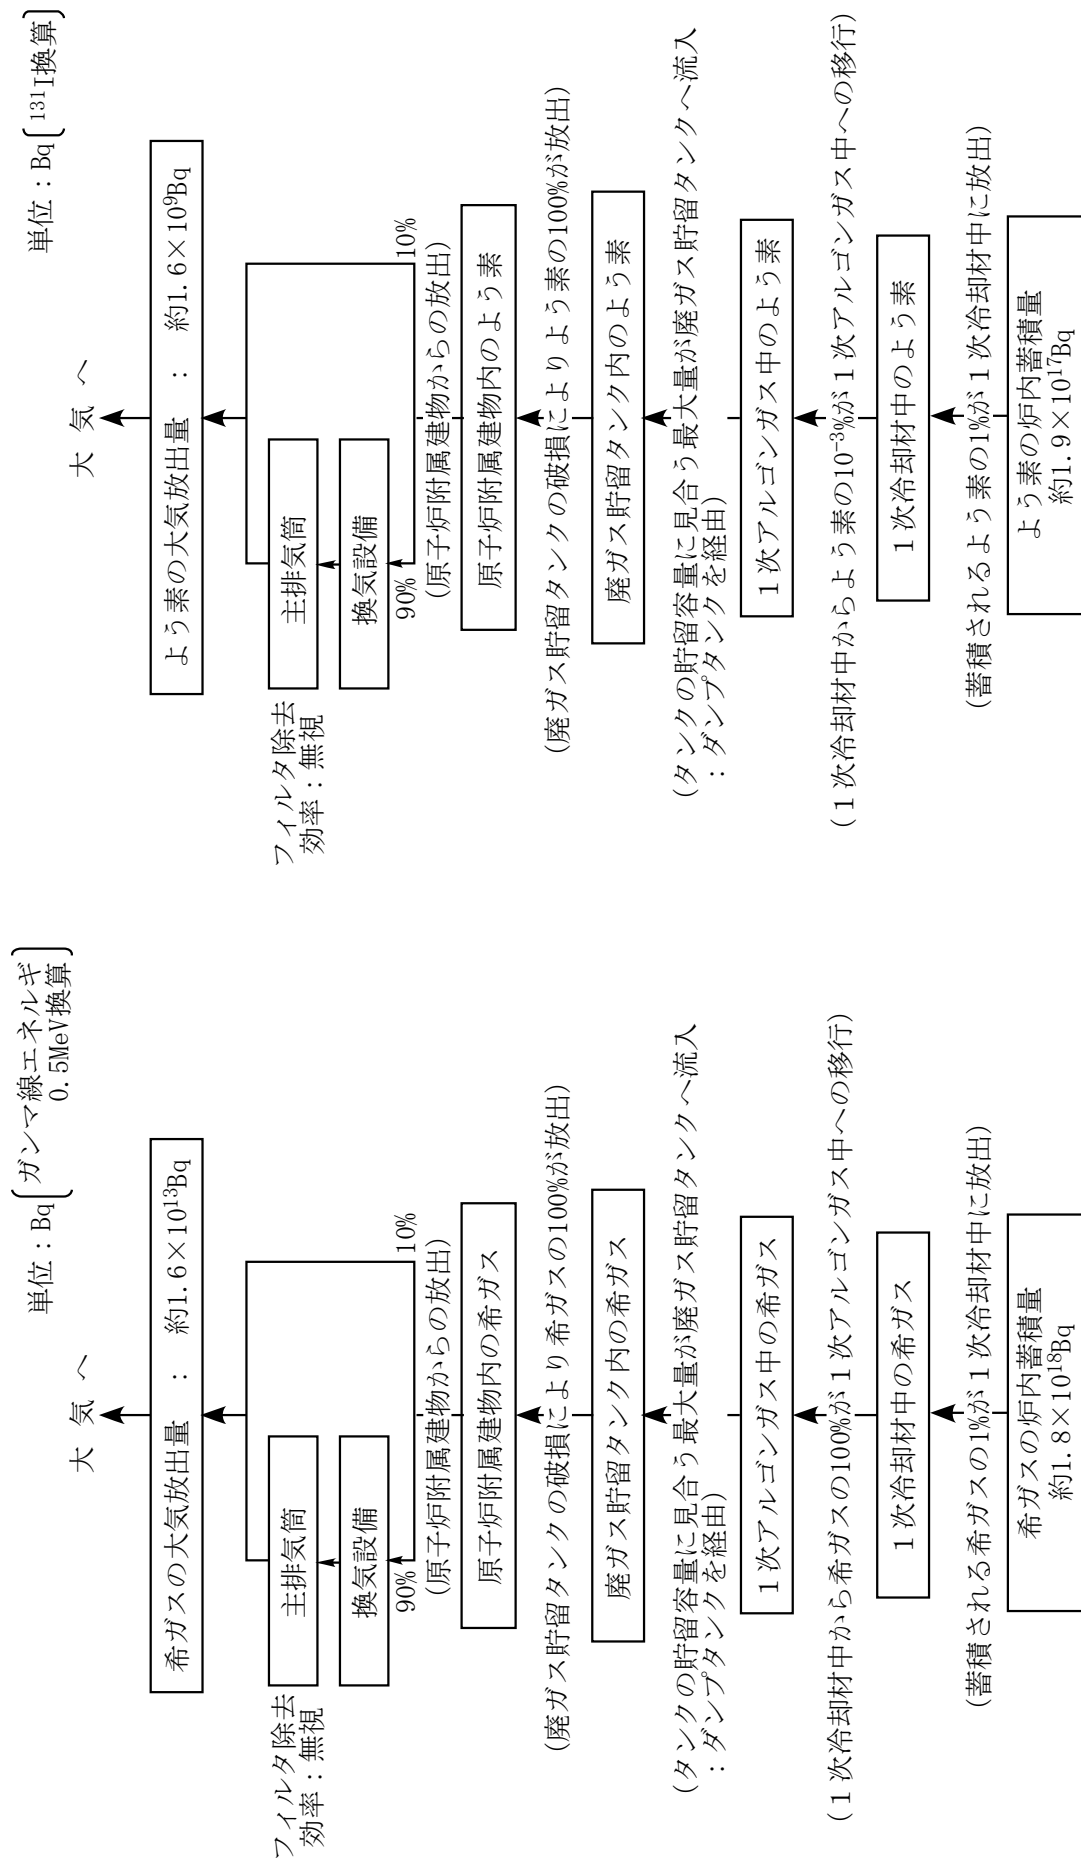 単位：Bq〔ガンマ線エネルギ
0.5MeV換算〕
大 気 へ
希ガスの大気放出量 ： 約1.6×10¹³Bq
フィルタ除去
効率：無視
主排気筒
換気設備
90%
10%
(原子炉附属建物からの放出)
原子炉附属建物内の希ガス
(廃ガス貯留タンクの破損により希ガスの100%が放出)
廃ガス貯留タンク内の希ガス
(タンクの貯留容量に見合う最大量が廃ガス貯留タンクへ流入
：ダンプタンクを経由)
１次アルゴンガス中の希ガス
(１次冷却材中から希ガスの100%が１次アルゴンガス中への移行)
１次冷却材中の希ガス
(蓄積される希ガスの1%が１次冷却材中に放出)
希ガスの炉内蓄積量
約1.8×10¹⁸Bq
単位：Bq〔¹³¹I換算〕
大 気 へ
よう素の大気放出量 ： 約1.6×10⁹Bq
フィルタ除去
効率：無視
主排気筒
換気設備
90%
10%
(原子炉附属建物からの放出)
原子炉附属建物内のよう素
(廃ガス貯留タンクの破損によりよう素の100%が放出)
廃ガス貯留タンク内のよう素
(タンクの貯留容量に見合う最大量が廃ガス貯留タンクへ流入
：ダンプタンクを経由)
１次アルゴンガス中のよう素
(１次冷却材中からよう素の10⁻³%が１次アルゴンガス中への移行)
１次冷却材中のよう素
(蓄積されるよう素の1%が１次冷却材中に放出)
よう素の炉内蓄積量
約1.9×10¹⁷Bq